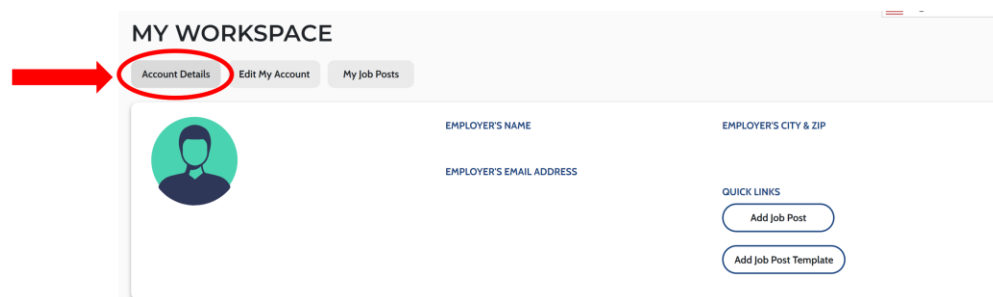 MY WORKSPACE
Account Details Edit My Account My Job Posts
EMPLOYER'S NAME EMPLOYER'S CITY & ZIP
EMPLOYER'S EMAIL ADDRESS
QUICK LINKS
Add Job Post
Add Job Post Template